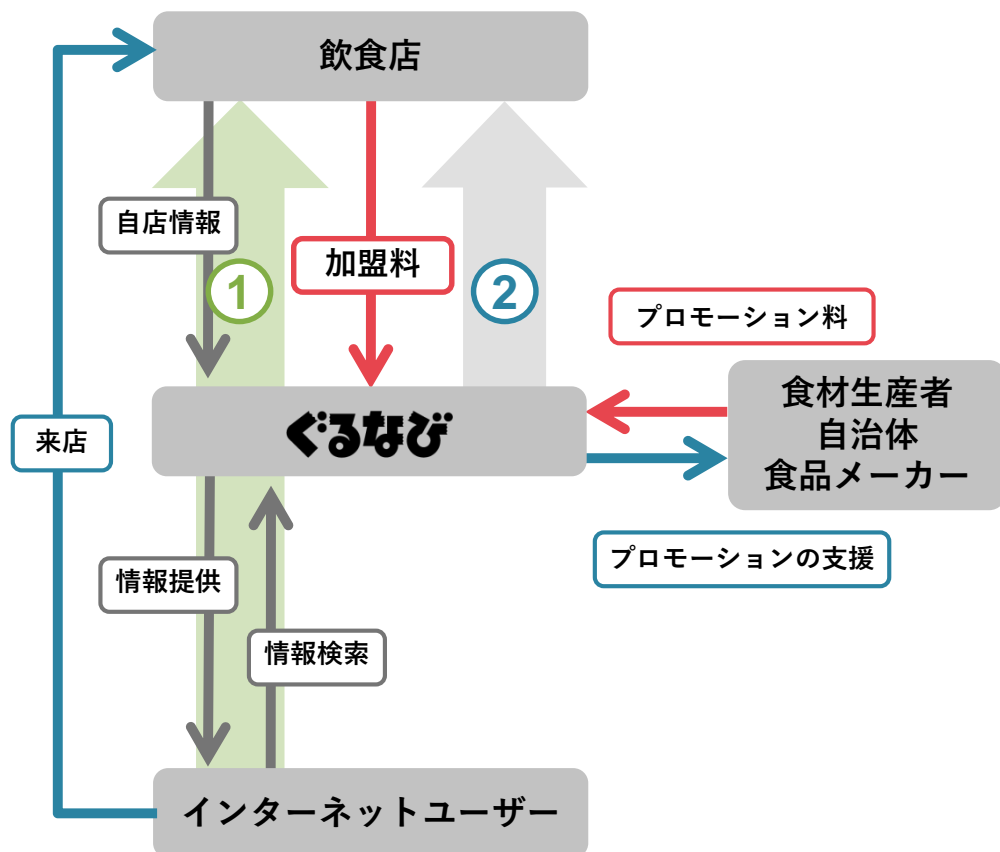 飲食店
自店情報
加盟料
1
2
プロモーション料
食材生産者
自治体
食品メーカー
ぐるなび
来店
プロモーションの支援
情報提供
情報検索
インターネットユーザー